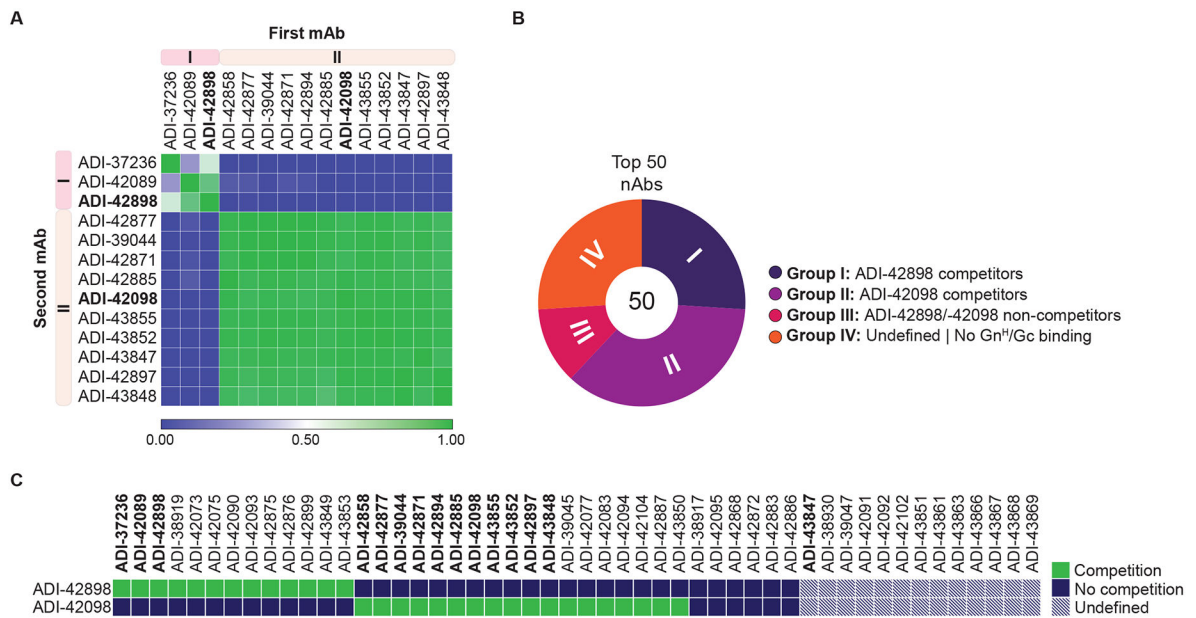 A
First mAb
I II
ADI-37236 ADI-42089 ADI-42898 ADI-42858 ADI-42877 ADI-39044 ADI-42871 ADI-42894 ADI-42885 ADI-42098 ADI-43855 ADI-43852 ADI-43847 ADI-42897 ADI-43848
Second mAb
I
II
ADI-37236
ADI-42089
ADI-42898
ADI-42877
ADI-39044
ADI-42871
ADI-42885
ADI-42098
ADI-43855
ADI-43852
ADI-43847
ADI-42897
ADI-43848
0.00 0.50 1.00
B
Top 50
nAbs
I
II
III
IV
50
Group I: ADI-42898 competitors
Group II: ADI-42098 competitors
Group III: ADI-42898/-42098 non-competitors
Group IV: Undefined | No Gnᴴ/Gc binding
C
ADI-37236 ADI-42089 ADI-42898 ADI-38919 ADI-42073 ADI-42075 ADI-42090 ADI-42093 ADI-42875 ADI-42876 ADI-42899 ADI-43849 ADI-43853 ADI-42858 ADI-42877 ADI-39044 ADI-42871 ADI-42894 ADI-42885 ADI-42098 ADI-43855 ADI-43852 ADI-42897 ADI-43848 ADI-39045 ADI-42077 ADI-42083 ADI-42094 ADI-42104 ADI-42887 ADI-43850 ADI-38917 ADI-42095 ADI-42868 ADI-42872 ADI-42883 ADI-42886 ADI-43847 ADI-38930 ADI-39047 ADI-42091 ADI-42092 ADI-42102 ADI-43851 ADI-43861 ADI-43863 ADI-43866 ADI-43867 ADI-43868 ADI-43869
ADI-42898
ADI-42098
Competition
No competition
Undefined